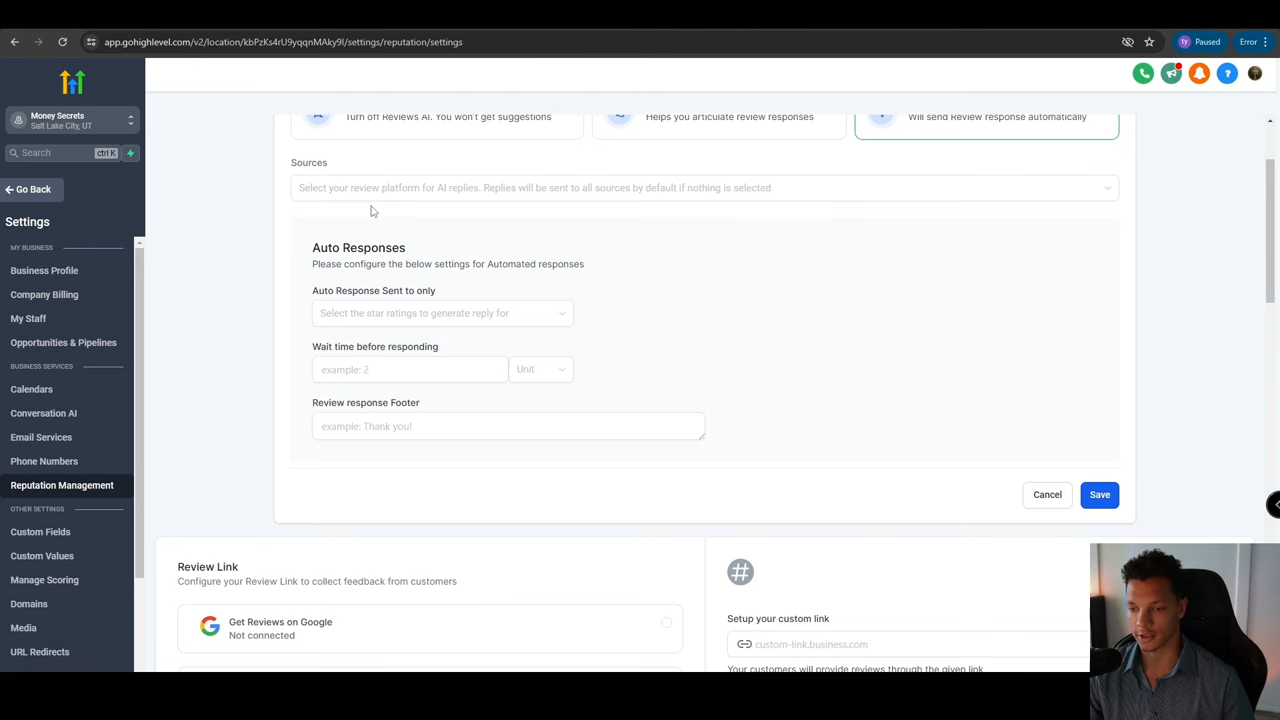 app.gohighlevel.com/v2/location/kbPzKs4rU9yqqnMAky9I/settings/reputation/settings
ty
Paused
Error
Money Secrets
Salt Lake City, UT
Search
ctrl K
Go Back
Settings
MY BUSINESS
Business Profile
Company Billing
My Staff
Opportunities & Pipelines
BUSINESS SERVICES
Calendars
Conversation AI
Email Services
Phone Numbers
Reputation Management
OTHER SETTINGS
Custom Fields
Custom Values
Manage Scoring
Domains
Media
URL Redirects
Turn off Reviews AI. You won't get suggestions
Helps you articulate review responses
Will send Review response automatically
Sources
Select your review platform for AI replies. Replies will be sent to all sources by default if nothing is selected
Auto Responses
Please configure the below settings for Automated responses
Auto Response Sent to only
Select the star ratings to generate reply for
Wait time before responding
example: 2
Unit
Review response Footer
example: Thank you!
Cancel
Save
Review Link
Configure your Review Link to collect feedback from customers
Get Reviews on Google
Not connected
#
Setup your custom link
custom-link.business.com
Your customers will provide reviews through the given link